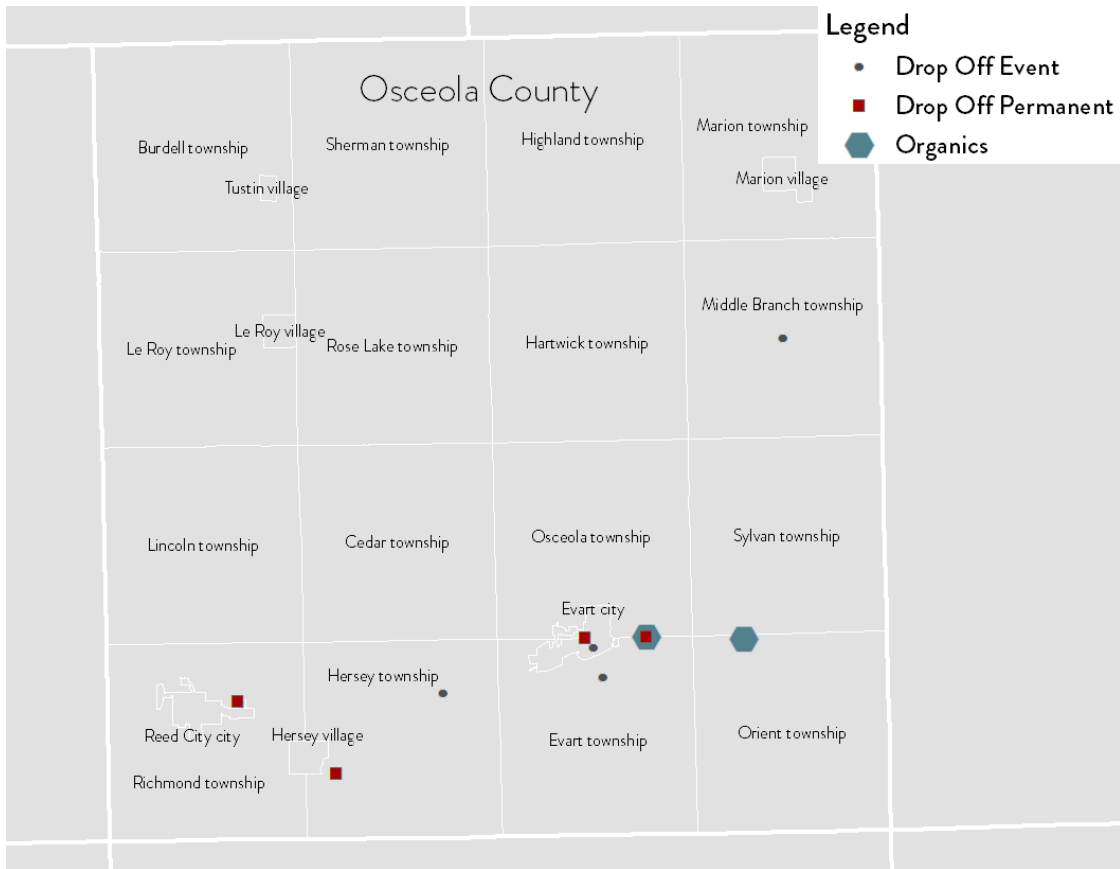 Legend
Drop Off Event
Drop Off Permanent
Organics
Osceola County
Burdell township
Sherman township
Highland township
Marion township
Tustin village
Marion village
Middle Branch township
Le Roy village
Le Roy township
Rose Lake township
Hartwick township
Lincoln township
Cedar township
Osceola township
Sylvan township
Evart city
Hersey township
Reed City city
Hersey village
Evart township
Orient township
Richmond township